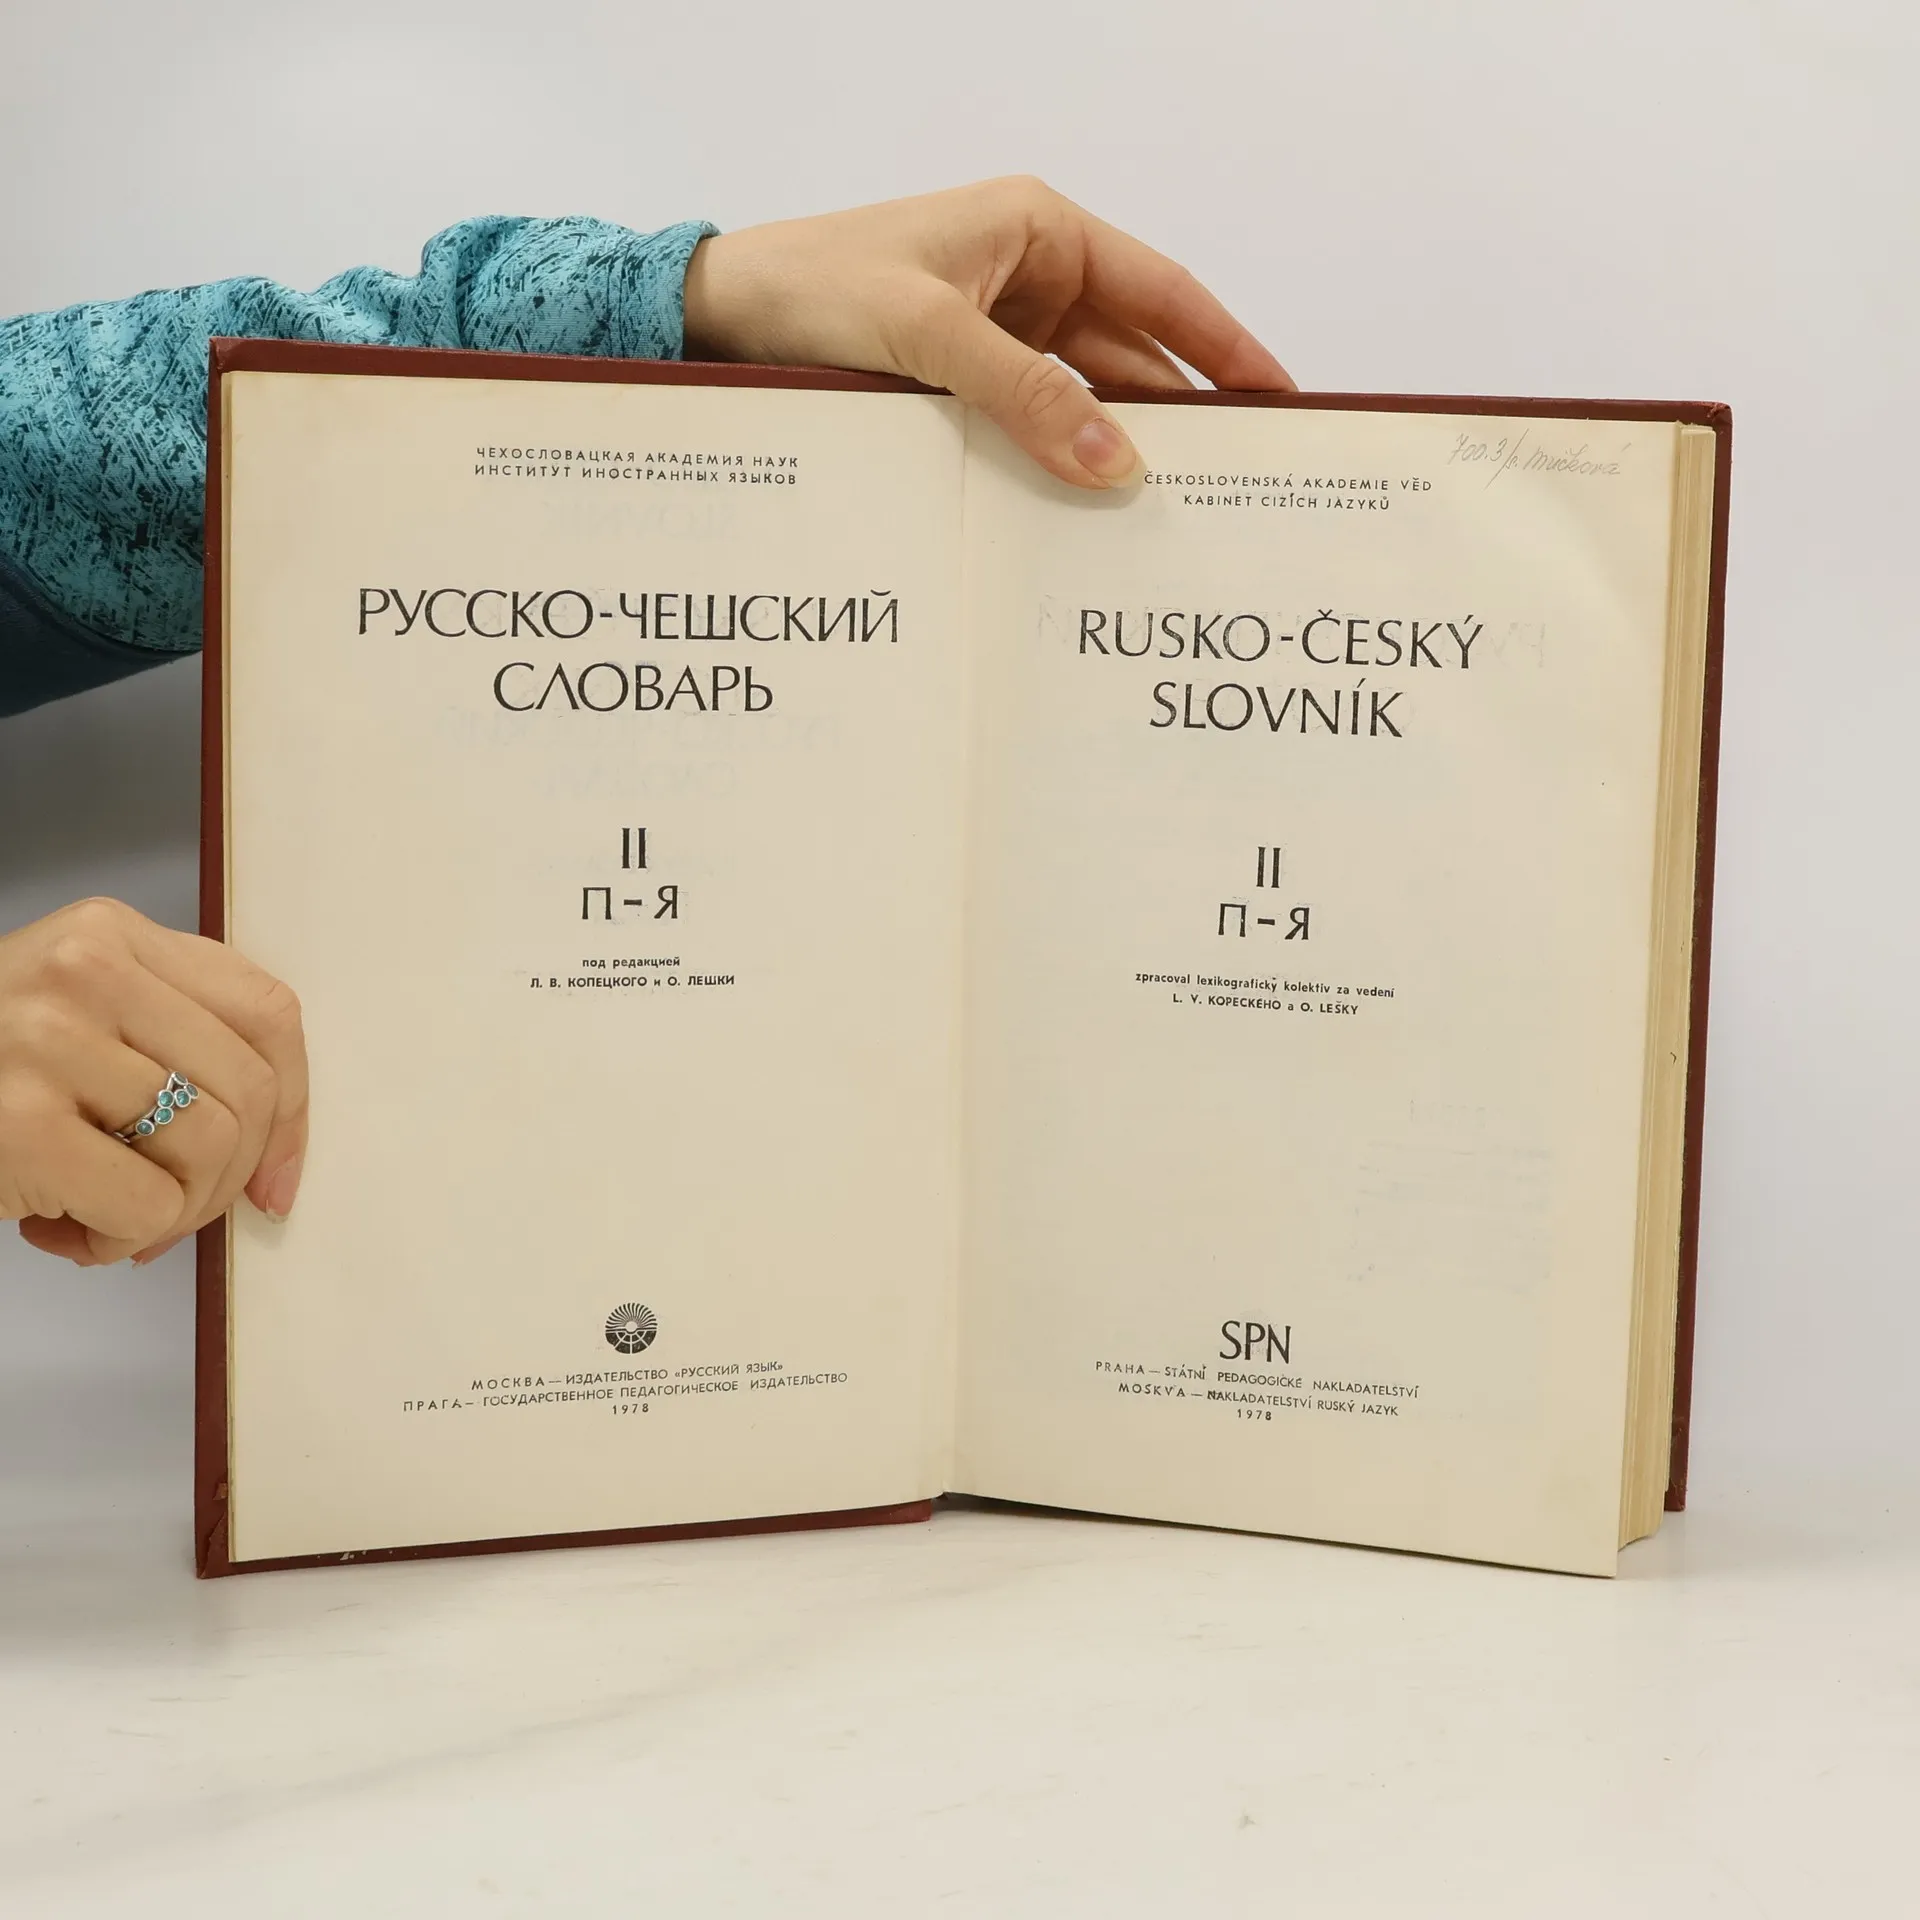 ЧЕХОСЛОВАЦКАЯ АКАДЕМИЯ НАУК
ИНСТИТУТ ИНОСТРАННЫХ ЯЗЫКОВ
РУССКО-ЧЕШСКИЙ
СЛОВАРЬ
II
П-Я
под редакцией
Л. В. КОПЕЦКОГО и О. ЛЕШКИ
МОСКВА — ИЗДАТЕЛЬСТВО «РУССКИЙ ЯЗЫК»
ПРАГА — ГОСУДАРСТВЕННОЕ ПЕДАГОГИЧЕСКОЕ ИЗДАТЕЛЬСТВО
1978
700.3/
ČESKOSLOVENSKÁ AKADEMIE VĚD
KABINET CIZÍCH JAZYKŮ
RUSKO-ČESKÝ
SLOVNÍK
II
П-Я
zpracoval lexikografický kolektiv za vedení
L. V. KOPECKÉHO a O. LEŠKY
SPN
PRAHA — STÁTNÍ PEDAGOGICKÉ NAKLADATELSTVÍ
MOSKVA — NAKLADATELSTVÍ RUSKÝ JAZYK
1978